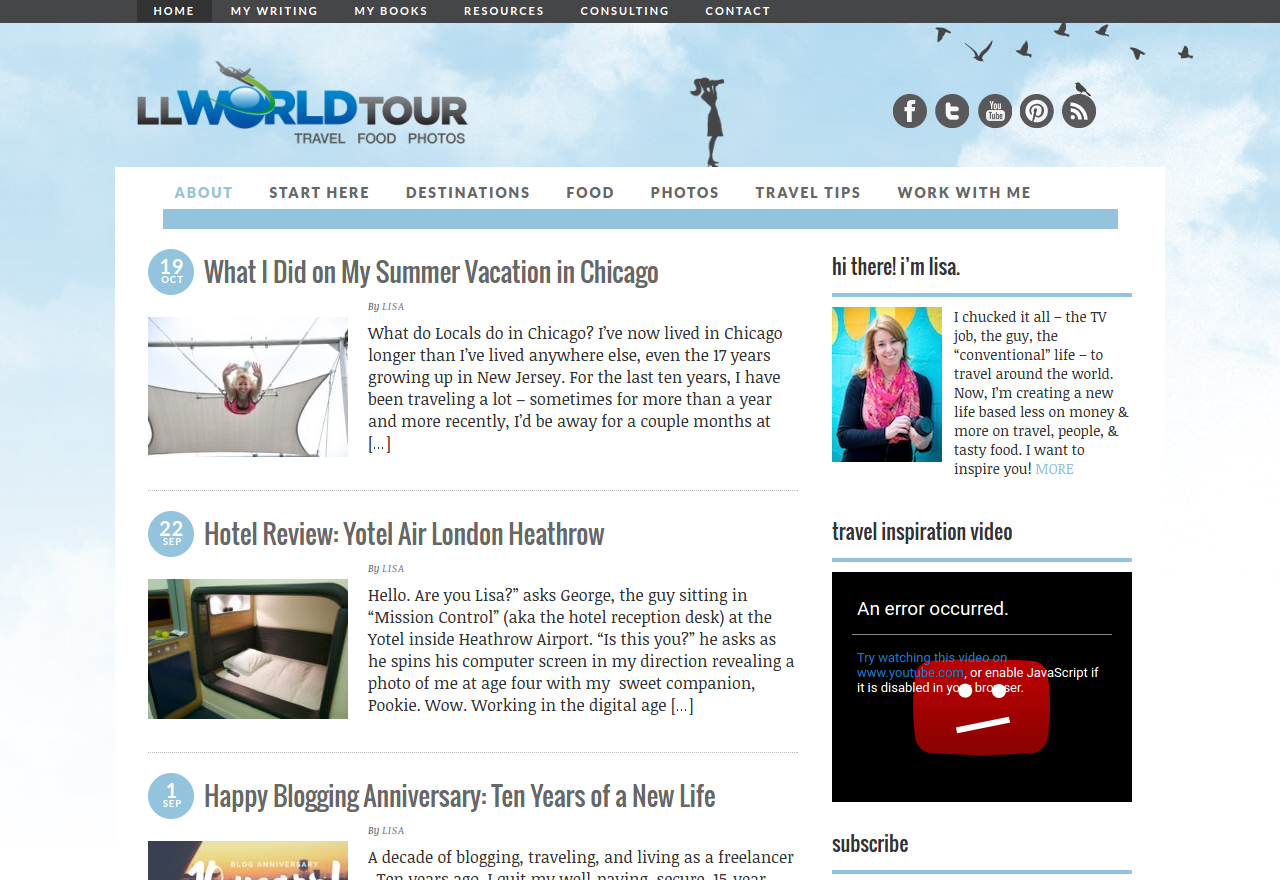 HOME MY WRITING MY BOOKS RESOURCES CONSULTING CONTACT
LLWORLDTOUR
TRAVEL FOOD PHOTOS
You
Tube
ABOUT START HERE DESTINATIONS FOOD PHOTOS TRAVEL TIPS WORK WITH ME
19
OCT
What I Did on My Summer Vacation in Chicago
By LISA
What do Locals do in Chicago? I’ve now lived in Chicago
longer than I’ve lived anywhere else, even the 17 years
growing up in New Jersey. For the last ten years, I have
been traveling a lot – sometimes for more than a year
and more recently, I’d be away for a couple months at
[…]
22
SEP
Hotel Review: Yotel Air London Heathrow
By LISA
Hello. Are you Lisa?” asks George, the guy sitting in
“Mission Control” (aka the hotel reception desk) at the
Yotel inside Heathrow Airport. “Is this you?” he asks as
he spins his computer screen in my direction revealing a
photo of me at age four with my sweet companion,
Pookie. Wow. Working in the digital age […]
1
SEP
Happy Blogging Anniversary: Ten Years of a New Life
By LISA
BLOG ANNIVERSARY
A decade of blogging, traveling, and living as a freelancer
hi there! i’m lisa.
I chucked it all – the TV
job, the guy, the
“conventional” life – to
travel around the world.
Now, I’m creating a new
life based less on money &
more on travel, people, &
tasty food. I want to
inspire you! MORE
travel inspiration video
An error occurred.
Try watching this video on
www.youtube.com, or enable JavaScript if
it is disabled in your browser.
subscribe